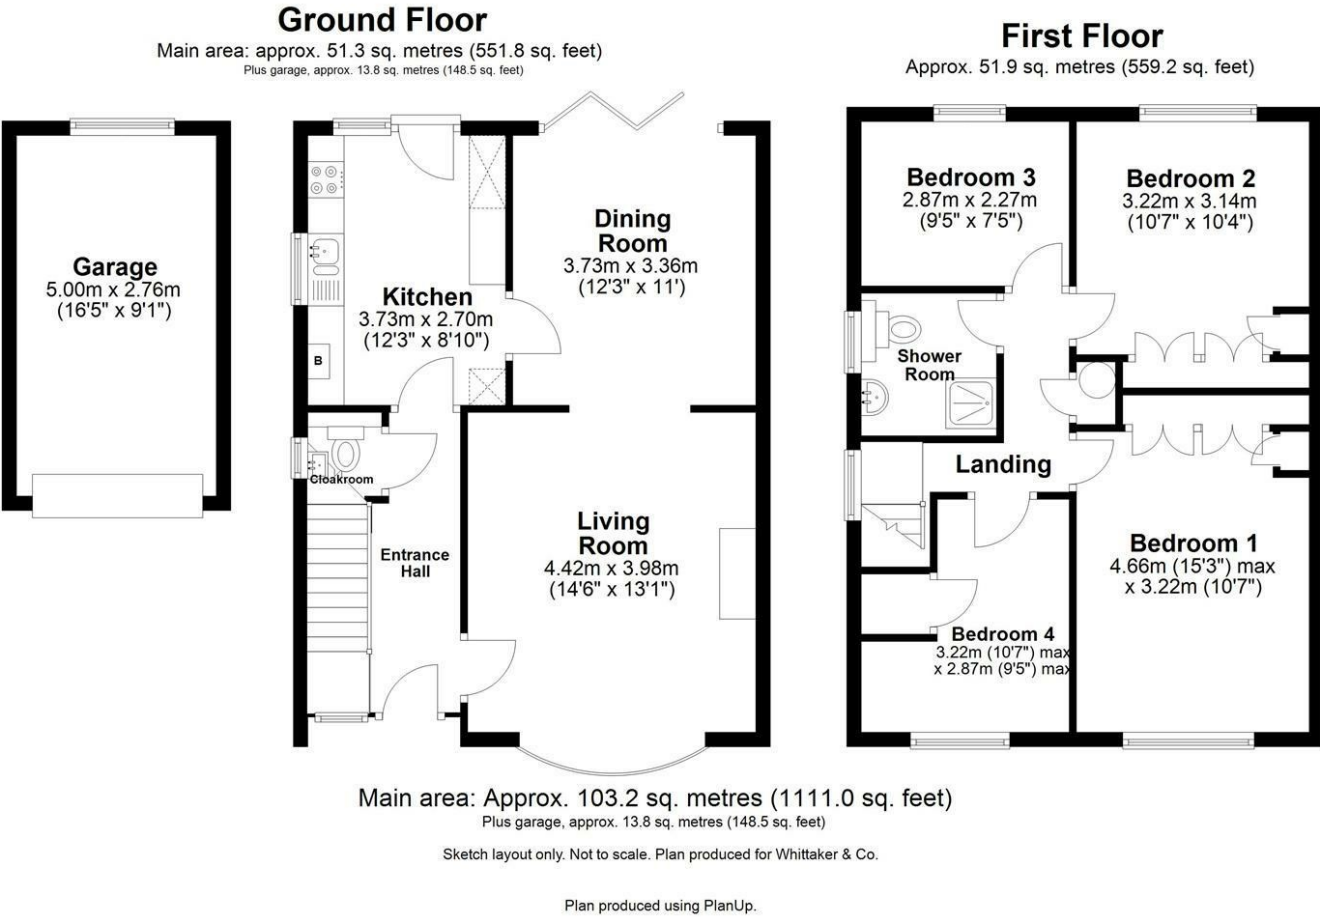 Ground Floor
Main area: approx. 51.3 sq. metres (551.8 sq. feet)
Plus garage, approx. 13.8 sq. metres (148.5 sq. feet)
First Floor
Approx. 51.9 sq. metres (559.2 sq. feet)
Garage
5.00m x 2.76m
(16'5" x 9'1")
Kitchen
3.73m x 2.70m
(12'3" x 8'10")
B
Dining
Room
3.73m x 3.36m
(12'3" x 11')
Cloakroom
Entrance
Hall
Living
Room
4.42m x 3.98m
(14'6" x 13'1")
Bedroom 3
2.87m x 2.27m
(9'5" x 7'5")
Bedroom 2
3.22m x 3.14m
(10'7" x 10'4")
Shower
Room
Landing
Bedroom 1
4.66m (15'3") max
x 3.22m (10'7")
Bedroom 4
3.22m (10'7") max
x 2.87m (9'5") max
Main area: Approx. 103.2 sq. metres (1111.0 sq. feet)
Plus garage, approx. 13.8 sq. metres (148.5 sq. feet)
Sketch layout only. Not to scale. Plan produced for Whittaker & Co.
Plan produced using PlanUp.